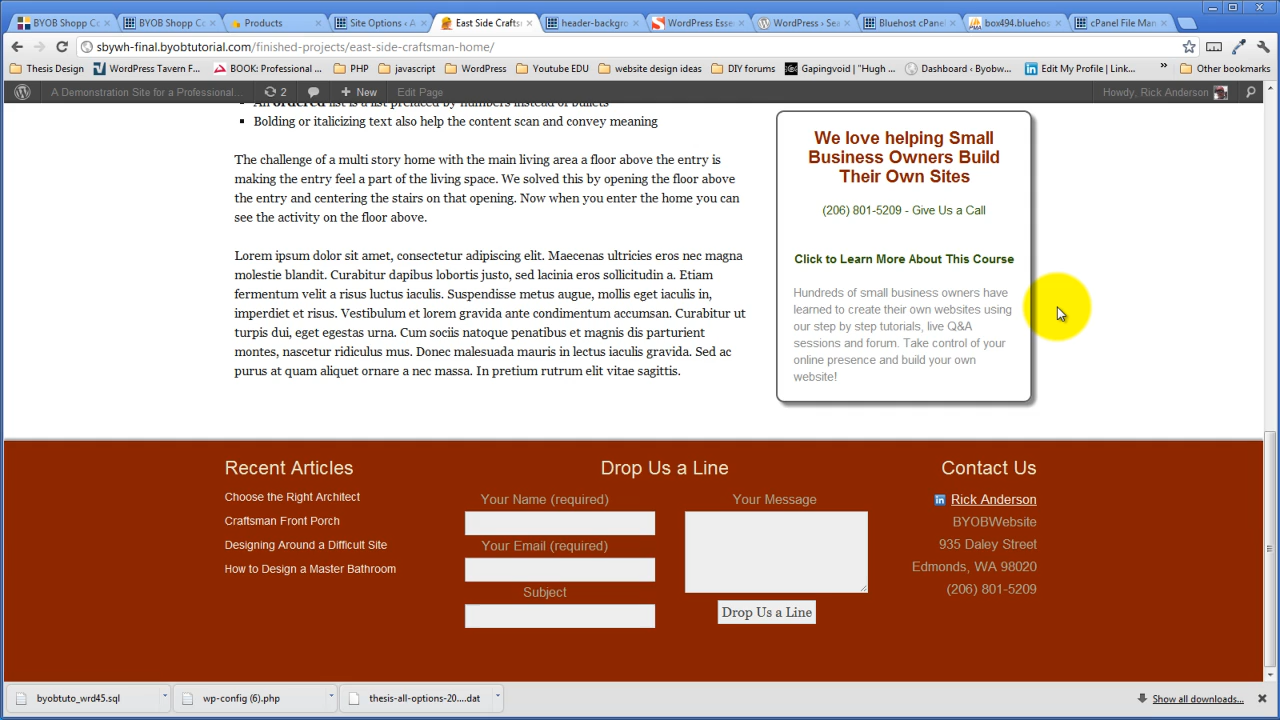 BYOB Shopp Co
BYOB Shopp Co
Products
Site Options ‹ A
East Side Crafts
header-backgro
WordPress Esse
WordPress › Sea
Bluehost cPanel
box494.bluehos
cPanel File Man
sbywh-final.byobtutorial.com/finished-projects/east-side-craftsman-home/
Thesis Design
WordPress Tavern F...
BOOK: Professional ...
PHP
javascript
WordPress
Youtube EDU
website design ideas
DIY forums
Gapingvoid | "Hugh ...
Dashboard ‹ Byobw...
Edit My Profile | Link...
»
Other bookmarks
A Demonstration Site for a Professional...
2
+ New
Edit Page
Howdy, Rick Anderson
An ordered list is a list prefaced by numbers instead of bullets
Bolding or italicizing text also help the content scan and convey meaning
The challenge of a multi story home with the main living area a floor above the entry is
making the entry feel a part of the living space. We solved this by opening the floor above
the entry and centering the stairs on that opening. Now when you enter the home you can
see the activity on the floor above.
Lorem ipsum dolor sit amet, consectetur adipiscing elit. Maecenas ultricies eros nec magna
molestie blandit. Curabitur dapibus lobortis justo, sed lacinia eros sollicitudin a. Etiam
fermentum velit a risus luctus iaculis. Suspendisse metus augue, mollis eget iaculis in,
imperdiet et risus. Vestibulum et lorem gravida ante condimentum accumsan. Curabitur ut
turpis dui, eget egestas urna. Cum sociis natoque penatibus et magnis dis parturient
montes, nascetur ridiculus mus. Donec malesuada mauris in lectus iaculis gravida. Sed ac
purus at quam aliquet ornare a nec massa. In pretium rutrum elit vitae sagittis.
We love helping Small
Business Owners Build
Their Own Sites
(206) 801-5209 - Give Us a Call
Click to Learn More About This Course
Hundreds of small business owners have
learned to create their own websites using
our step by step tutorials, live Q&A
sessions and forum. Take control of your
online presence and build your own
website!
Recent Articles
Choose the Right Architect
Craftsman Front Porch
Designing Around a Difficult Site
How to Design a Master Bathroom
Drop Us a Line
Your Name (required)
Your Email (required)
Subject
Your Message
Drop Us a Line
Contact Us
Rick Anderson
BYOBWebsite
935 Daley Street
Edmonds, WA 98020
(206) 801-5209
byobtuto_wrd45.sql
wp-config (6).php
thesis-all-options-20....dat
Show all downloads...